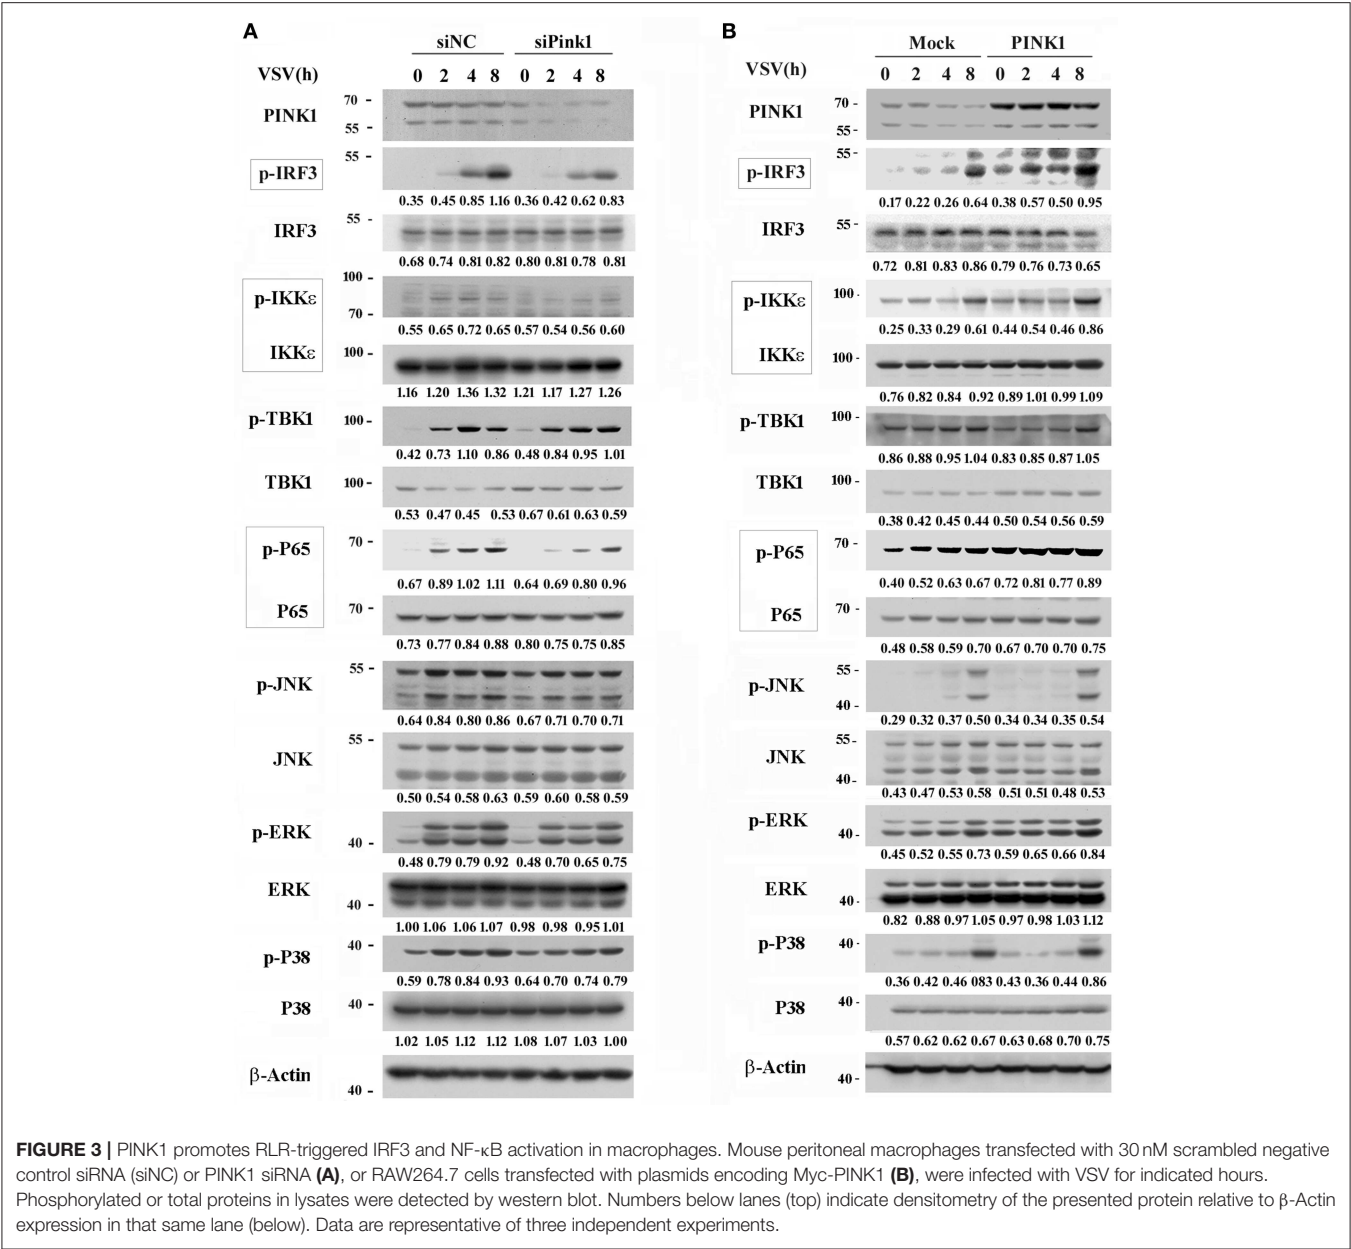 A
siNC siPink1
VSV(h) 0 2 4 8 0 2 4 8
PINK1 70 - 55 -
p-IRF3 55 -
0.35 0.45 0.85 1.16 0.36 0.42 0.62 0.83
IRF3 55 -
0.68 0.74 0.81 0.82 0.80 0.81 0.78 0.81
p-IKKε 100 - 70 -
0.55 0.65 0.72 0.65 0.57 0.54 0.56 0.60
IKKε 100 -
1.16 1.20 1.36 1.32 1.21 1.17 1.27 1.26
p-TBK1 100 -
0.42 0.73 1.10 0.86 0.48 0.84 0.95 1.01
TBK1 100 -
0.53 0.47 0.45 0.53 0.67 0.61 0.63 0.59
p-P65 70 -
0.67 0.89 1.02 1.11 0.64 0.69 0.80 0.96
P65 70 -
0.73 0.77 0.84 0.88 0.80 0.75 0.75 0.85
p-JNK 55 -
0.64 0.84 0.80 0.86 0.67 0.71 0.70 0.71
JNK 55 -
0.50 0.54 0.58 0.63 0.59 0.60 0.58 0.59
p-ERK 40 -
0.48 0.79 0.79 0.92 0.48 0.70 0.65 0.75
ERK 40 -
1.00 1.06 1.06 1.07 0.98 0.98 0.95 1.01
p-P38 40 -
0.59 0.78 0.84 0.93 0.64 0.70 0.74 0.79
P38 40 -
1.02 1.05 1.12 1.12 1.08 1.07 1.03 1.00
β-Actin 40 -
B
Mock PINK1
VSV(h) 0 2 4 8 0 2 4 8
PINK1 70 - 55 -
p-IRF3 55 -
0.17 0.22 0.26 0.64 0.38 0.57 0.50 0.95
IRF3 55 -
0.72 0.81 0.83 0.86 0.79 0.76 0.73 0.65
p-IKKε 100 -
0.25 0.33 0.29 0.61 0.44 0.54 0.46 0.86
IKKε 100 -
0.76 0.82 0.84 0.92 0.89 1.01 0.99 1.09
p-TBK1 100 -
0.86 0.88 0.95 1.04 0.83 0.85 0.87 1.05
TBK1 100 -
0.38 0.42 0.45 0.44 0.50 0.54 0.56 0.59
p-P65 70 -
0.40 0.52 0.63 0.67 0.72 0.81 0.77 0.89
P65 70 -
0.48 0.58 0.59 0.70 0.67 0.70 0.70 0.75
p-JNK 55 - 40 -
0.29 0.32 0.37 0.50 0.34 0.34 0.35 0.54
JNK 55 - 40 -
0.43 0.47 0.53 0.58 0.51 0.51 0.48 0.53
p-ERK 40 -
0.45 0.52 0.55 0.73 0.59 0.65 0.66 0.84
ERK 40 -
0.82 0.88 0.97 1.05 0.97 0.98 1.03 1.12
p-P38 40 -
0.36 0.42 0.46 083 0.43 0.36 0.44 0.86
P38 40 -
0.57 0.62 0.62 0.67 0.63 0.68 0.70 0.75
β-Actin 40 -
FIGURE 3 | PINK1 promotes RLR-triggered IRF3 and NF-κB activation in macrophages. Mouse peritoneal macrophages transfected with 30 nM scrambled negative
control siRNA (siNC) or PINK1 siRNA (A), or RAW264.7 cells transfected with plasmids encoding Myc-PINK1 (B), were infected with VSV for indicated hours.
Phosphorylated or total proteins in lysates were detected by western blot. Numbers below lanes (top) indicate densitometry of the presented protein relative to β-Actin
expression in that same lane (below). Data are representative of three independent experiments.